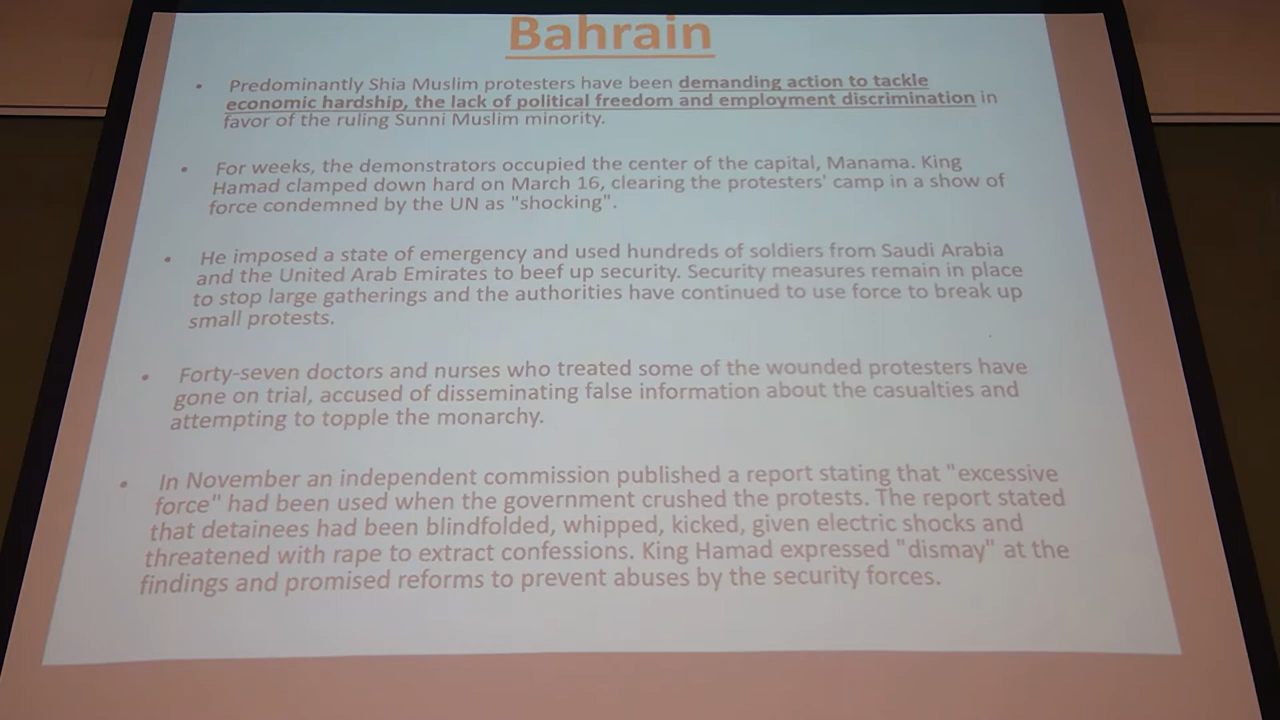 Bahrain
• Predominantly Shia Muslim protesters have been demanding action to tackle
economic hardship, the lack of political freedom and employment discrimination in
favor of the ruling Sunni Muslim minority.
• For weeks, the demonstrators occupied the center of the capital, Manama. King
Hamad clamped down hard on March 16, clearing the protesters' camp in a show of
force condemned by the UN as "shocking".
• He imposed a state of emergency and used hundreds of soldiers from Saudi Arabia
and the United Arab Emirates to beef up security. Security measures remain in place
to stop large gatherings and the authorities have continued to use force to break up
small protests.
• Forty-seven doctors and nurses who treated some of the wounded protesters have
gone on trial, accused of disseminating false information about the casualties and
attempting to topple the monarchy.
• In November an independent commission published a report stating that "excessive
force" had been used when the government crushed the protests. The report stated
that detainees had been blindfolded, whipped, kicked, given electric shocks and
threatened with rape to extract confessions. King Hamad expressed "dismay" at the
findings and promised reforms to prevent abuses by the security forces.